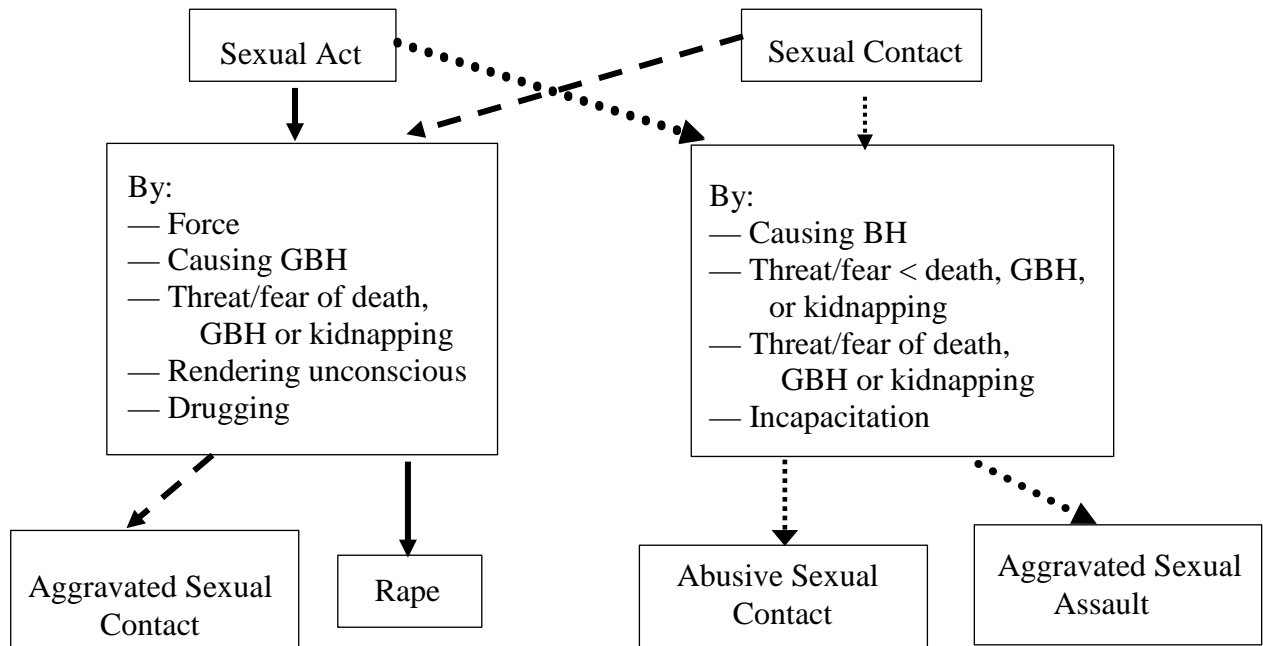 Sexual Act
Sexual Contact
By:
— Force
— Causing GBH
— Threat/fear of death,
GBH or kidnapping
— Rendering unconscious
— Drugging
By:
— Causing BH
— Threat/fear < death, GBH,
or kidnapping
— Threat/fear of death,
GBH or kidnapping
— Incapacitation
Aggravated Sexual
Contact
Rape
Abusive Sexual
Contact
Aggravated Sexual
Assault